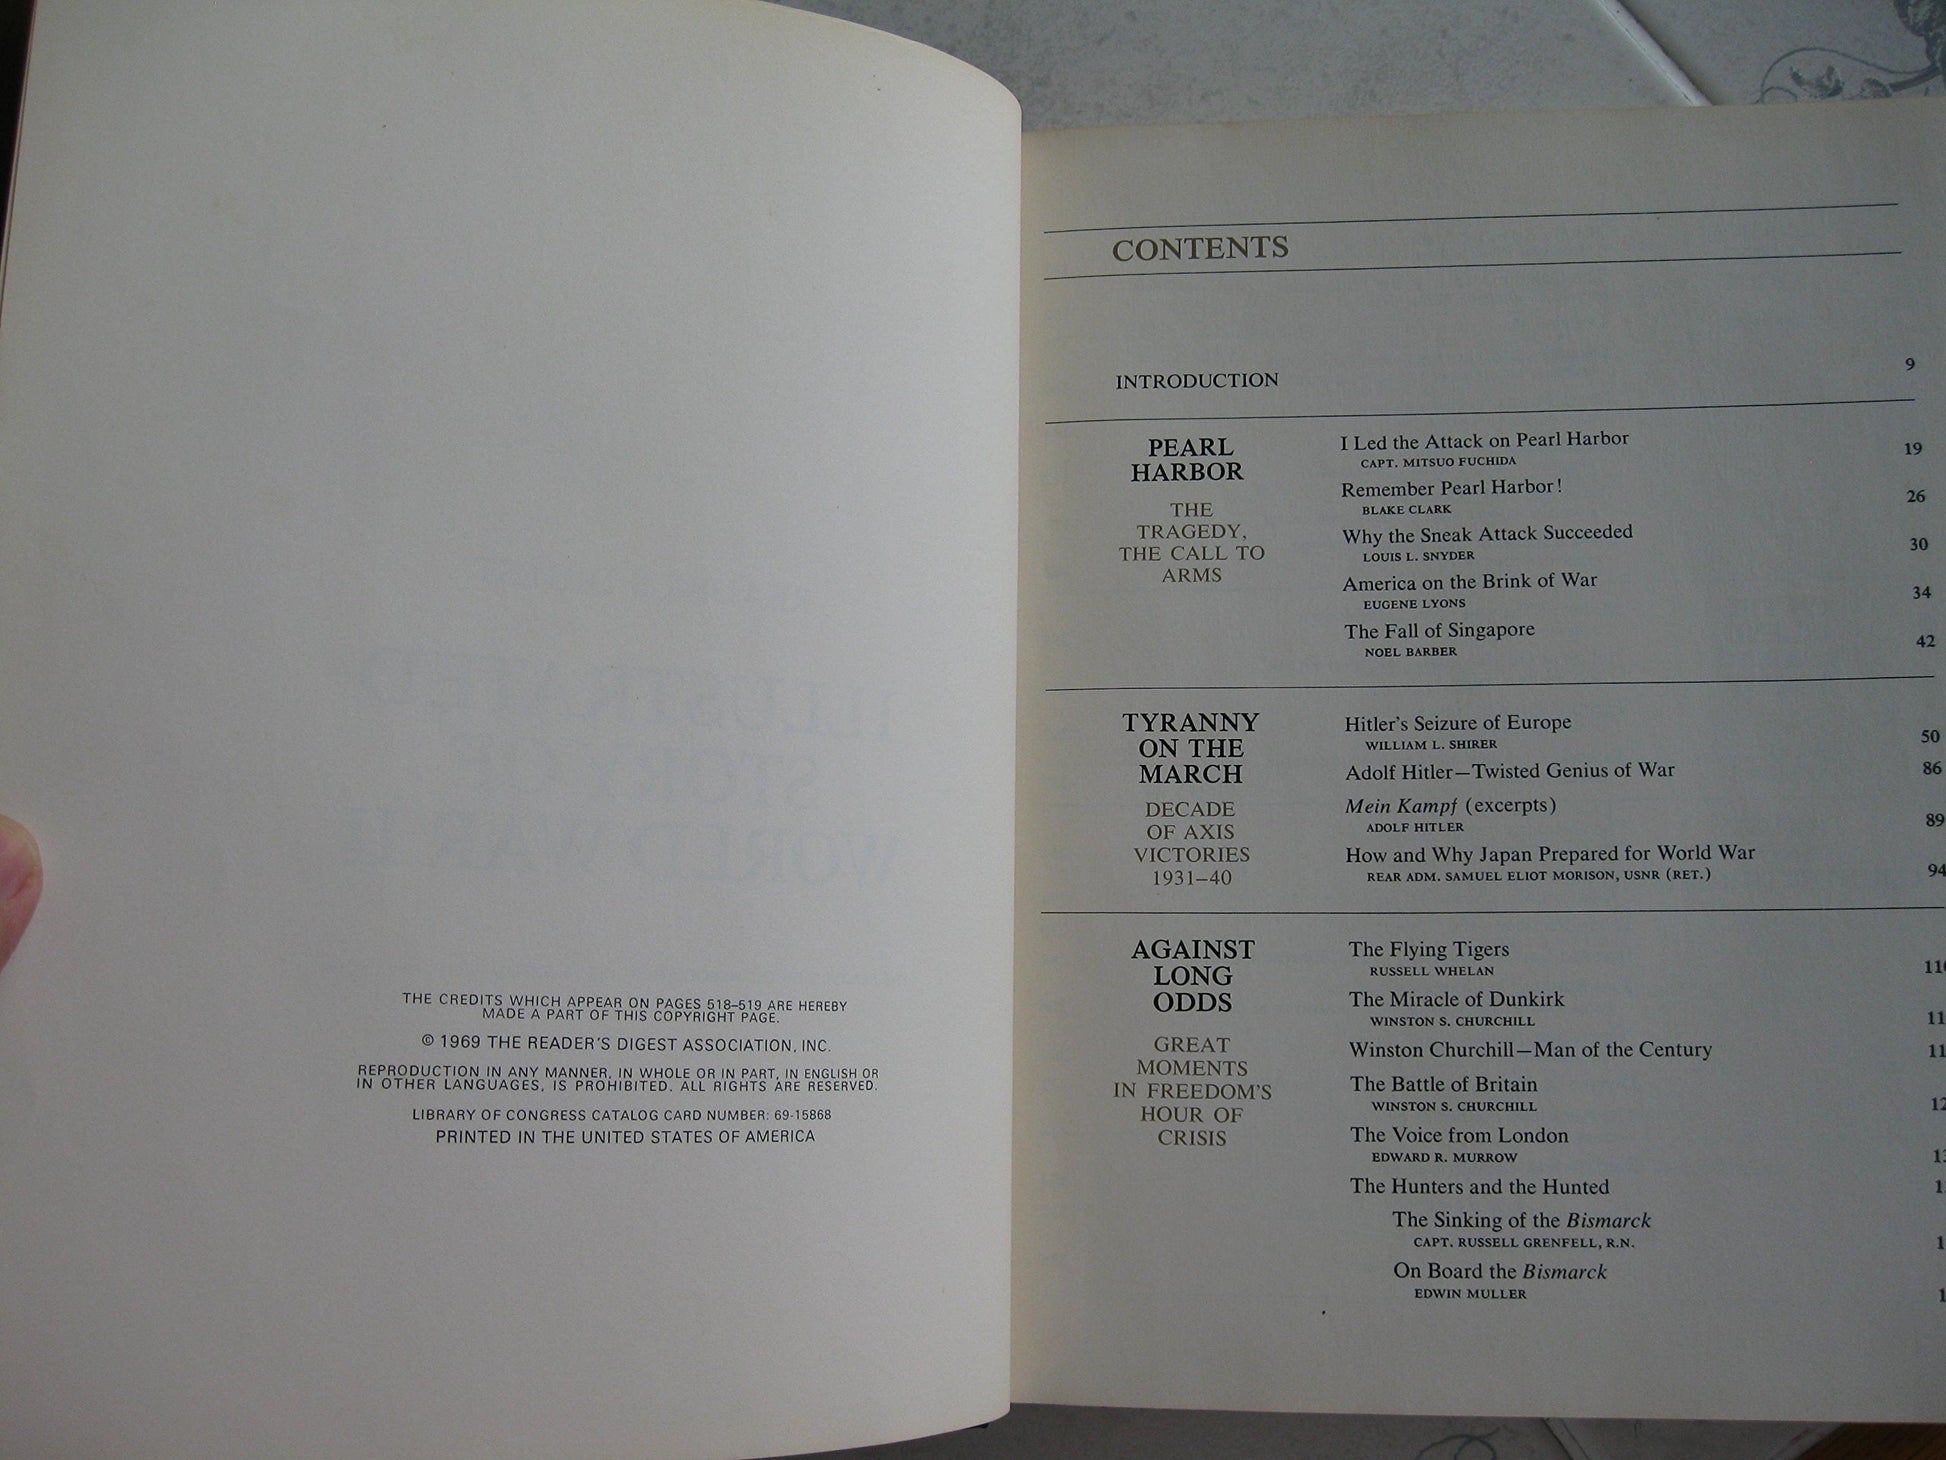 THE CREDITS WHICH APPEAR ON PAGES 518–519 ARE HEREBY
MADE A PART OF THIS COPYRIGHT PAGE.
© 1969 THE READER'S DIGEST ASSOCIATION, INC.
REPRODUCTION IN ANY MANNER, IN WHOLE OR IN PART, IN ENGLISH OR
IN OTHER LANGUAGES, IS PROHIBITED. ALL RIGHTS ARE RESERVED.
LIBRARY OF CONGRESS CATALOG CARD NUMBER: 69-15868
PRINTED IN THE UNITED STATES OF AMERICA
CONTENTS
INTRODUCTION 9
PEARL
HARBOR
THE
TRAGEDY,
THE CALL TO
ARMS
I Led the Attack on Pearl Harbor 19
CAPT. MITSUO FUCHIDA
Remember Pearl Harbor! 26
BLAKE CLARK
Why the Sneak Attack Succeeded 30
LOUIS L. SNYDER
America on the Brink of War 34
EUGENE LYONS
The Fall of Singapore 42
NOEL BARBER
TYRANNY
ON THE
MARCH
DECADE
OF AXIS
VICTORIES
1931–40
Hitler's Seizure of Europe 50
WILLIAM L. SHIRER
Adolf Hitler—Twisted Genius of War 86
Mein Kampf (excerpts) 89
ADOLF HITLER
How and Why Japan Prepared for World War 94
REAR ADM. SAMUEL ELIOT MORISON, USNR (RET.)
AGAINST
LONG
ODDS
GREAT
MOMENTS
IN FREEDOM'S
HOUR OF
CRISIS
The Flying Tigers
RUSSELL WHELAN
The Miracle of Dunkirk
WINSTON S. CHURCHILL
Winston Churchill—Man of the Century
The Battle of Britain
WINSTON S. CHURCHILL
The Voice from London
EDWARD R. MURROW
The Hunters and the Hunted
The Sinking of the Bismarck
CAPT. RUSSELL GRENFELL, R.N.
On Board the Bismarck
EDWIN MULLER